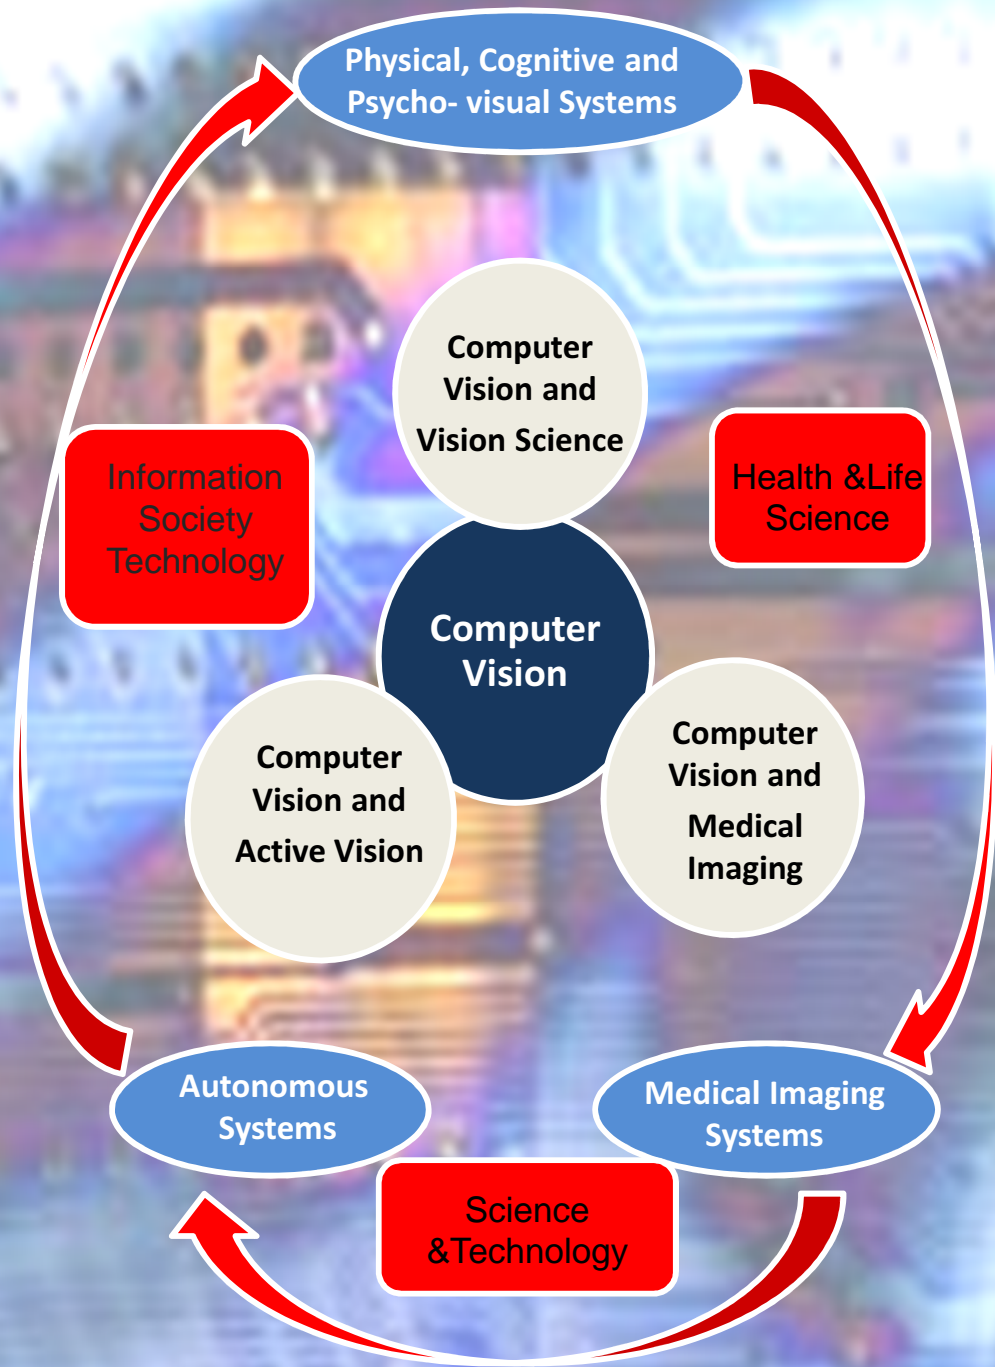 Physical, Cognitive and
Psycho- visual Systems
Computer
Vision and
Vision Science
Information
Society
Technology
Health &Life
Science
Computer
Vision
Computer
Vision and
Active Vision
Computer
Vision and
Medical
Imaging
Autonomous
Systems
Medical Imaging
Systems
Science
&Technology